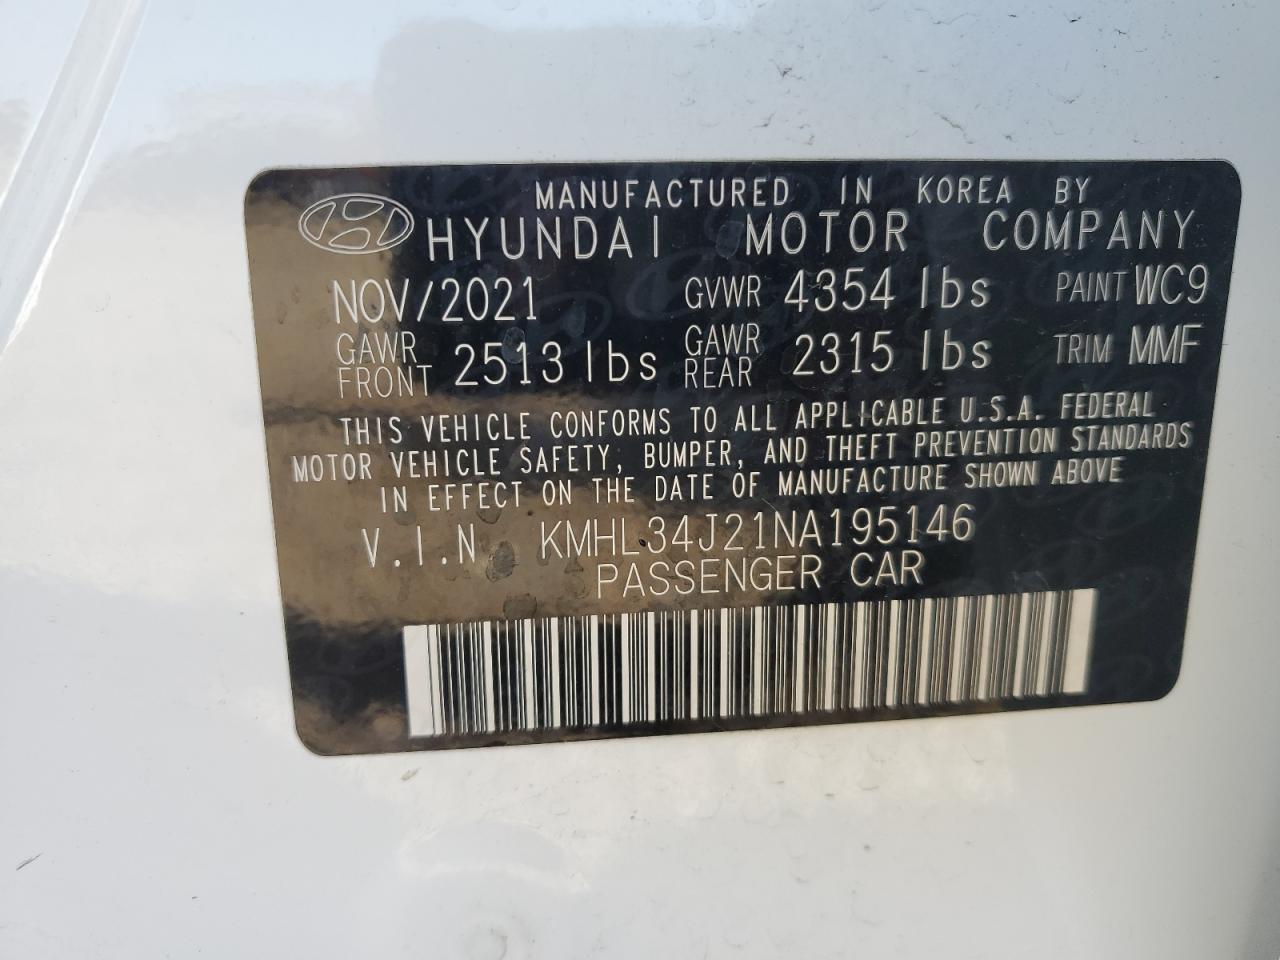 MANUFACTURED IN KOREA BY
HYUNDAI MOTOR COMPANY
NOV/2021 GVWR 4354 lbs PAINT WC9
GAWR FRONT 2513 lbs GAWR REAR 2315 lbs TRIM MMF
THIS VEHICLE CONFORMS TO ALL APPLICABLE U.S.A. FEDERAL
MOTOR VEHICLE SAFETY, BUMPER, AND THEFT PREVENTION STANDARDS
IN EFFECT ON THE DATE OF MANUFACTURE SHOWN ABOVE
V.I.N. KMHL34J21NA195146
PASSENGER CAR